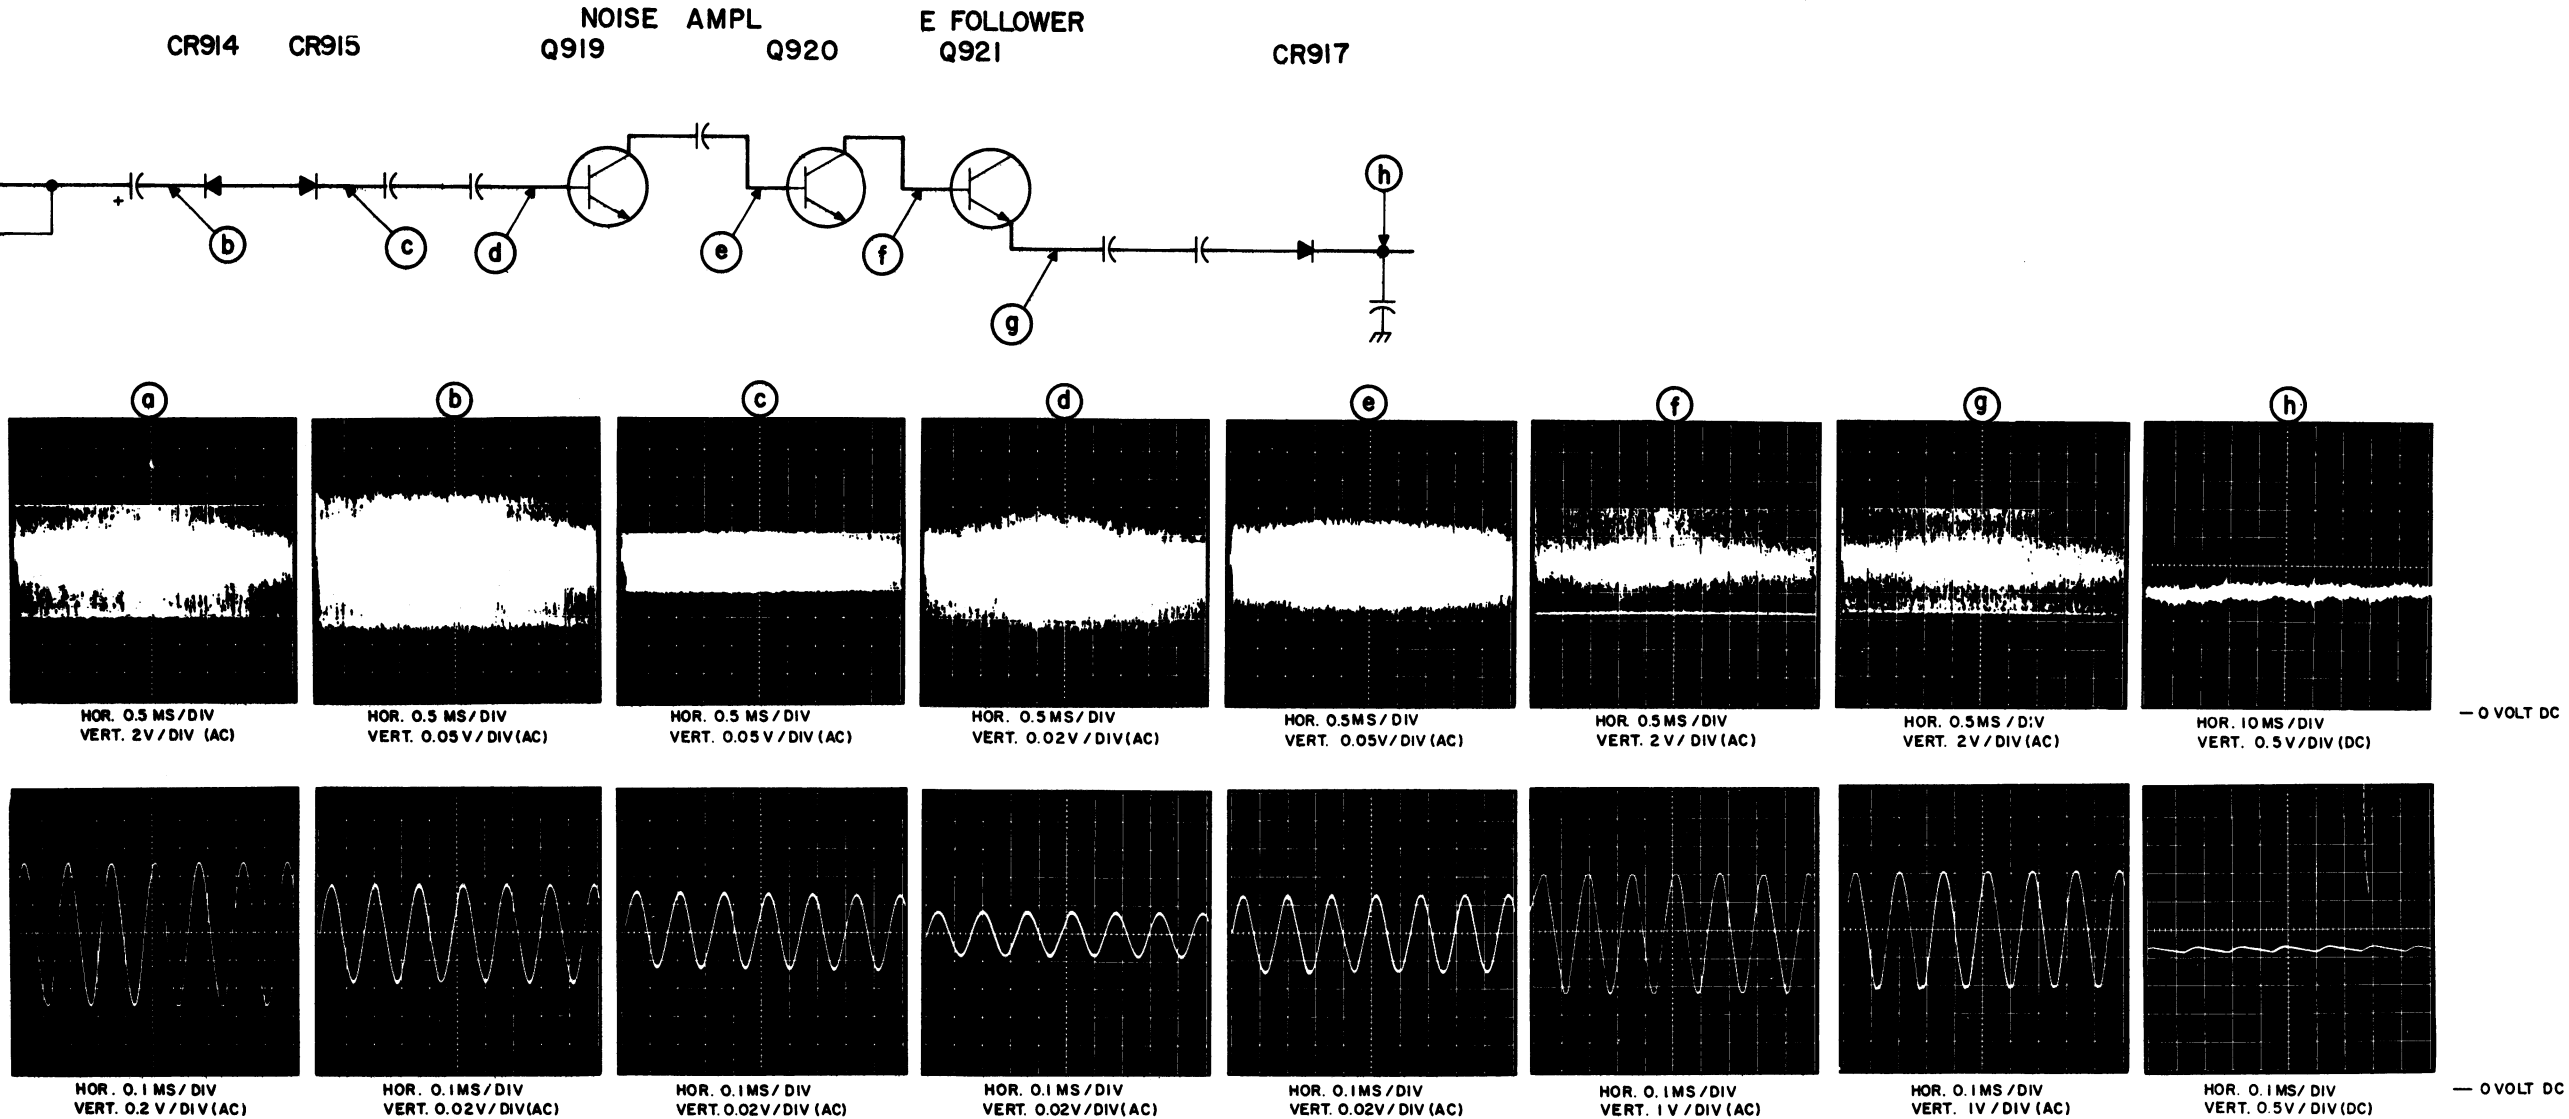 NOISE AMPL
E FOLLOWER
CR914
CR915
Q919
Q920
Q921
CR917
+
b
c
d
e
f
g
h
a
b
c
d
e
f
g
h
HOR. 0.5 MS/DIV
VERT. 2V/DIV (AC)
HOR. 0.5 MS/DIV
VERT. 0.05V/DIV(AC)
HOR. 0.5 MS/DIV
VERT. 0.05V/DIV(AC)
HOR. 0.5 MS/DIV
VERT. 0.02V/DIV(AC)
HOR. 0.5MS/DIV
VERT. 0.05V/DIV(AC)
HOR. 0.5 MS/DIV
VERT. 2V/DIV(AC)
HOR. 0.5MS/DIV
VERT. 2V/DIV(AC)
HOR. 10MS/DIV
VERT. 0.5V/DIV(DC)
— 0 VOLT DC
HOR. 0.1MS/DIV
VERT. 0.2V/DIV(AC)
HOR. 0.1MS/DIV
VERT. 0.02V/DIV(AC)
HOR. 0.1MS/DIV
VERT. 0.02V/DIV(AC)
HOR. 0.1MS/DIV
VERT. 0.02V/DIV(AC)
HOR. 0.1MS/DIV
VERT. 0.02V/DIV(AC)
HOR. 0.1MS/DIV
VERT. 1V/DIV(AC)
HOR. 0.1MS/DIV
VERT. 1V/DIV(AC)
HOR. 0.1MS/DIV
VERT. 0.5V/DIV(DC)
— 0 VOLT DC